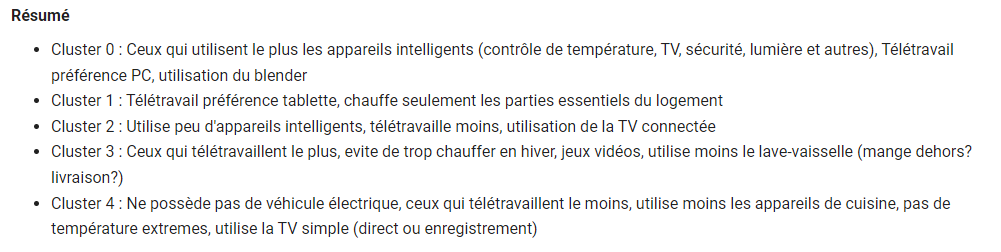 Résumé
• Cluster 0 : Ceux qui utilisent le plus les appareils intelligents (contrôle de température, TV, sécurité, lumière et autres), Télétravail
préférence PC, utilisation du blender
• Cluster 1 : Télétravail préférence tablette, chauffe seulement les parties essentiels du logement
• Cluster 2 : Utilise peu d'appareils intelligents, télétravaille moins, utilisation de la TV connectée
• Cluster 3 : Ceux qui télétravaillent le plus, evite de trop chauffer en hiver, jeux vidéos, utilise moins le lave-vaisselle (mange dehors?
livraison?)
• Cluster 4 : Ne possède pas de véhicule électrique, ceux qui télétravaillent le moins, utilise moins les appareils de cuisine, pas de
température extremes, utilise la TV simple (direct ou enregistrement)